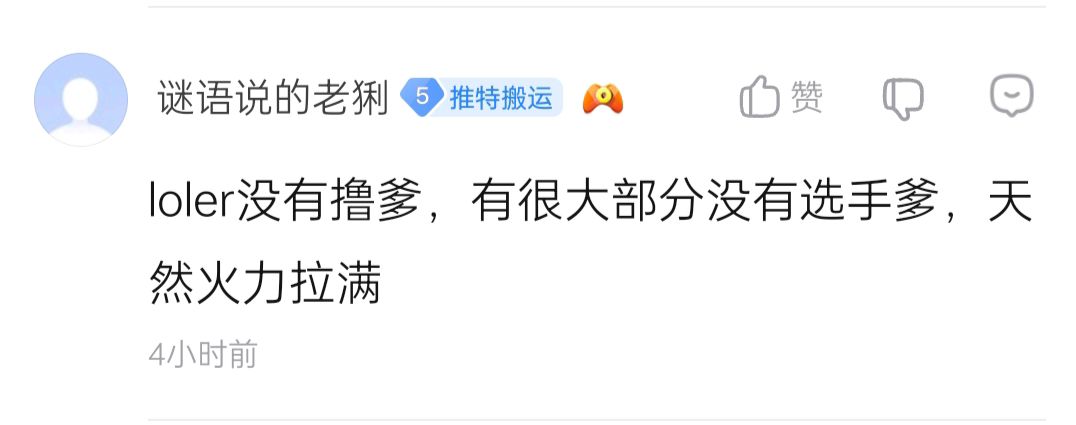 谜语说的老猁 5 推特搬运 赞
loler没有撸爹，有很大部分没有选手爹，天
然火力拉满
4小时前